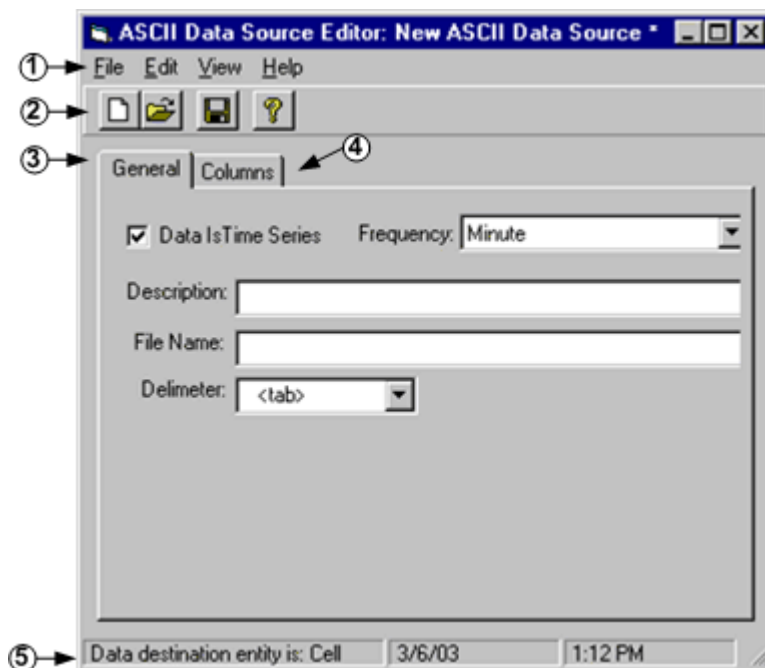 ASCII Data Source Editor: New ASCII Data Source *
1 File Edit View Help
2
3 General Columns 4
Data IsTime Series Frequency: Minute
Description:
File Name:
Delimeter: <tab>
5 Data destination entity is: Cell 3/6/03 1:12 PM